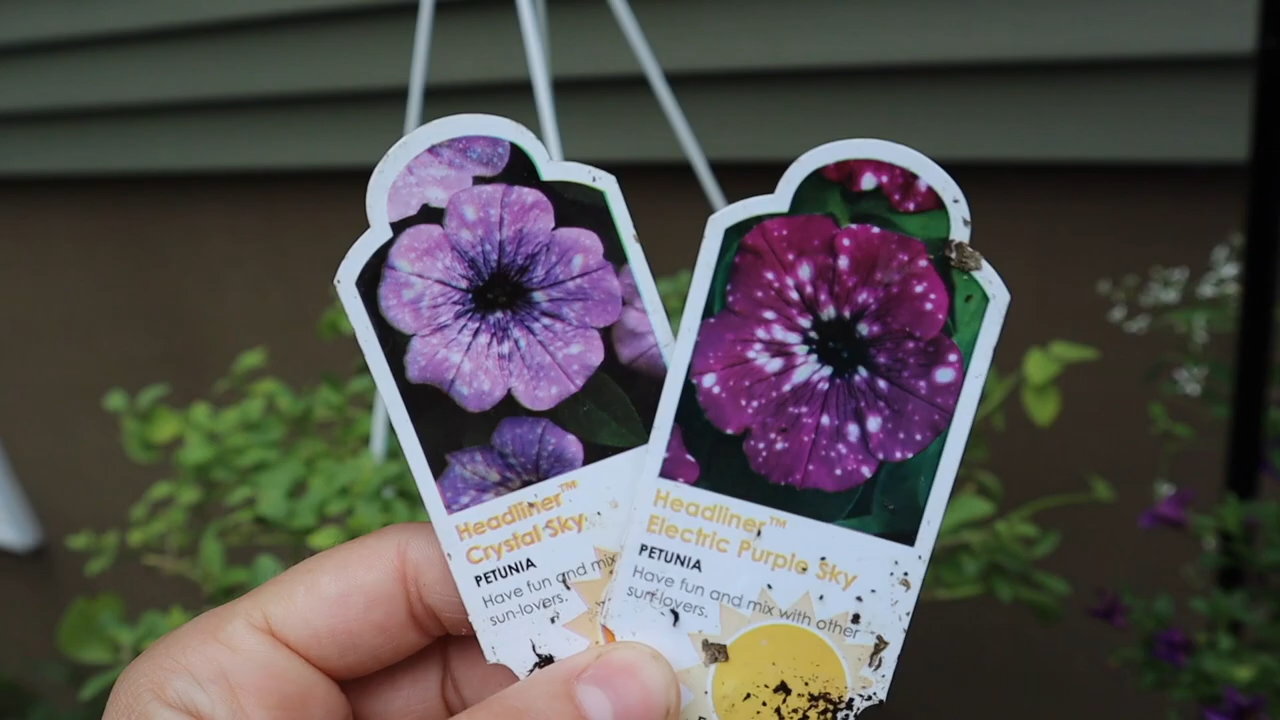 Headliner™
Crystal Sky
PETUNIA
Have fun and mix
sun-lovers.
Headliner™
Electric Purple Sky
PETUNIA
Have fun and mix with other
sun-lovers.